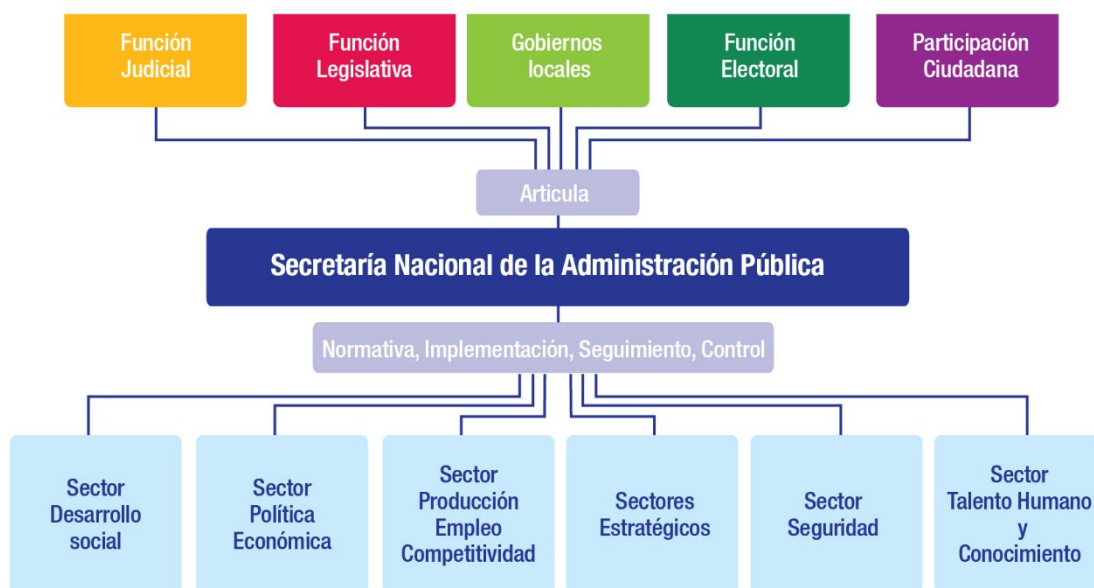 Función
Judicial
Función
Legislativa
Gobiernos
locales
Función
Electoral
Participación
Ciudadana
Articula
Secretaría Nacional de la Administración Pública
Normativa, Implementación, Seguimiento, Control
Sector
Desarrollo
social
Sector
Política
Económica
Sector
Producción
Empleo
Competitividad
Sectores
Estratégicos
Sector
Seguridad
Sector
Talento Humano
y
Conocimiento